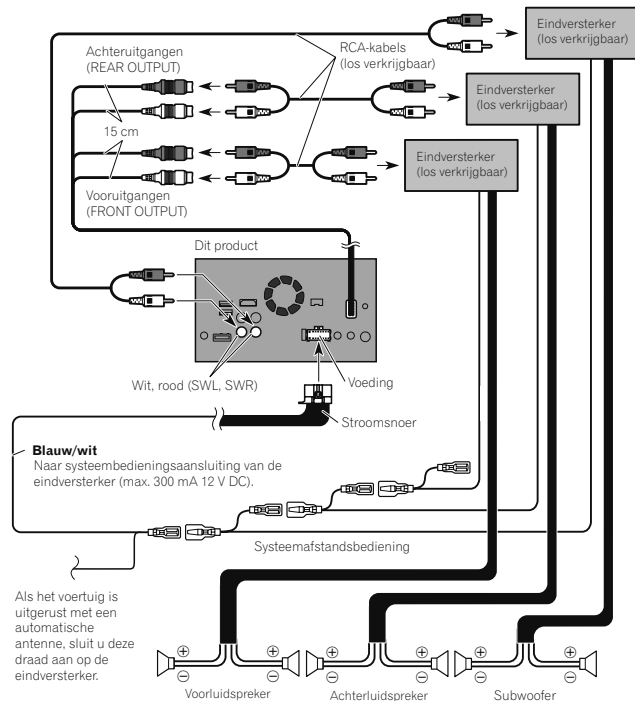 Achteruitgangen
(REAR OUTPUT)
RCA-kabels
(los verkrijgbaar)
Eindversterker
(los verkrijgbaar)
Eindversterker
(los verkrijgbaar)
15 cm
Eindversterker
(los verkrijgbaar)
Vooruitgangen
(FRONT OUTPUT)
Dit product
Wit, rood (SWL, SWR)
Voeding
Stroomsnoer
Blauw/wit
Naar systeembedieningsaansluiting van de
eindversterker (max. 300 mA 12 V DC).
Systeemafstandsbediening
Als het voertuig is
uitgerust met een
automatische
antenne, sluit u deze
draad aan op de
eindversterker.
+ + + + + +
− − − − − −
Voorluidspreker
Achterluidspreker
Subwoofer